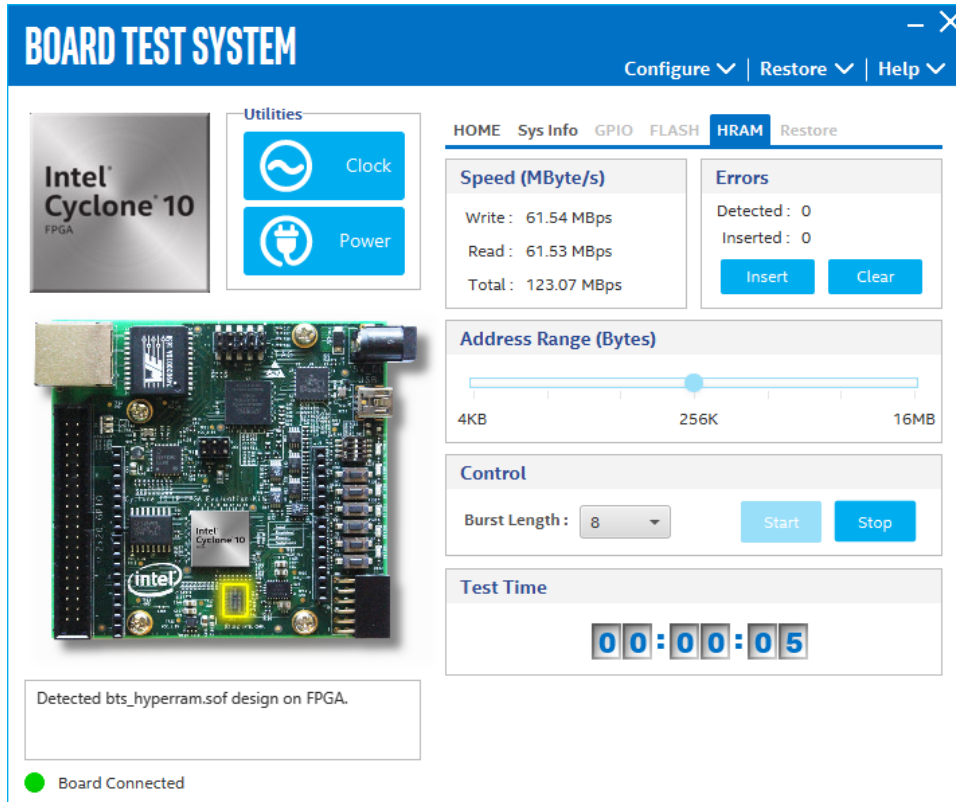 BOARD TEST SYSTEM
Configure | Restore | Help
Utilities
Clock
Power
Intel®
Cyclone® 10
FPGA
HOME Sys Info GPIO FLASH HRAM Restore
Speed (MByte/s)
Write : 61.54 MBps
Read : 61.53 MBps
Total : 123.07 MBps
Errors
Detected : 0
Inserted : 0
Insert Clear
Address Range (Bytes)
4KB 256K 16MB
Control
Burst Length : 8 Start Stop
Test Time
00:00:05
WE
Intel
Cyclone 10
intel
Detected bts_hyperram.sof design on FPGA.
Board Connected